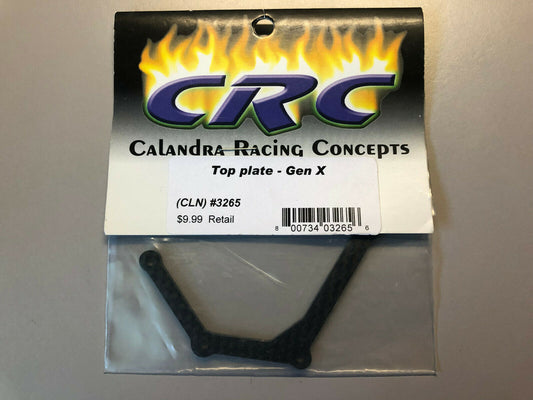 CRC
Calandra Racing Concepts
Top plate - Gen X
(CLN) #3265
$9.99 Retail
8 00734 03265 6